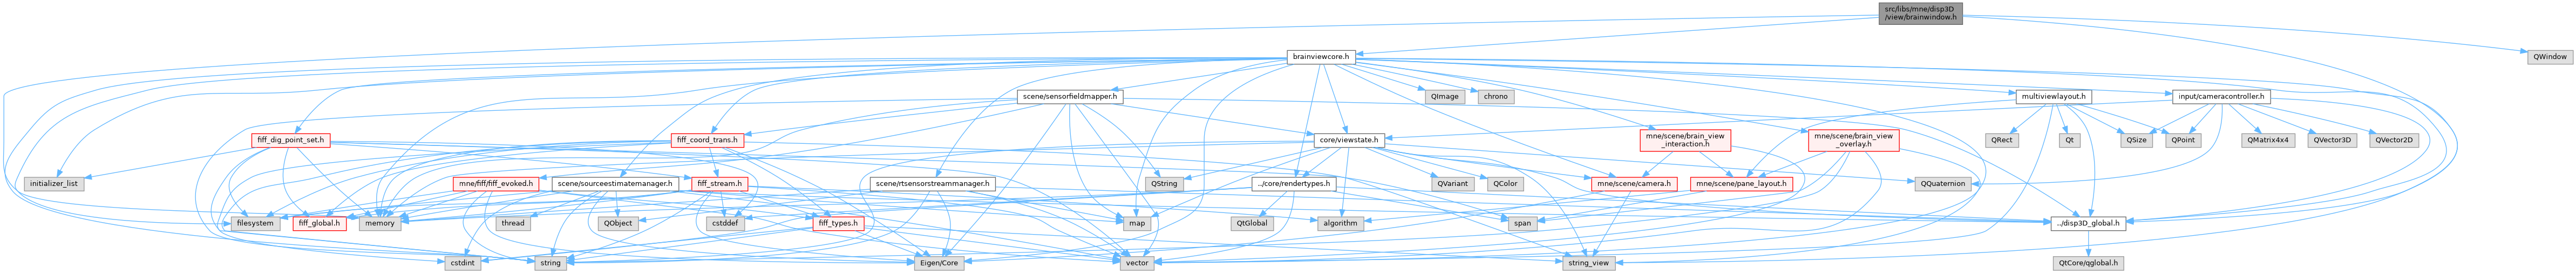 src/libs/mne/disp3D
/view/brainwindow.h
brainviewcore.h
QWindow
scene/sensorfieldmapper.h
QImage
chrono
multiviewlayout.h
input/cameracontroller.h
fiff_dig_point_set.h
fiff_coord_trans.h
core/viewstate.h
mne/scene/brain_view
_interaction.h
mne/scene/brain_view
_overlay.h
QRect
Qt
QSize
QPoint
QMatrix4x4
QVector3D
QVector2D
initializer_list
mne/fiff/fiff_evoked.h
scene/sourceestimatemanager.h
fiff_stream.h
scene/rtsensorstreammanager.h
QString
../core/rendertypes.h
QVariant
QColor
mne/scene/camera.h
mne/scene/pane_layout.h
QQuaternion
filesystem
fiff_global.h
memory
thread
QObject
cstddef
fiff_types.h
map
QtGlobal
algorithm
span
../disp3D_global.h
cstdint
string
Eigen/Core
vector
string_view
QtCore/qglobal.h